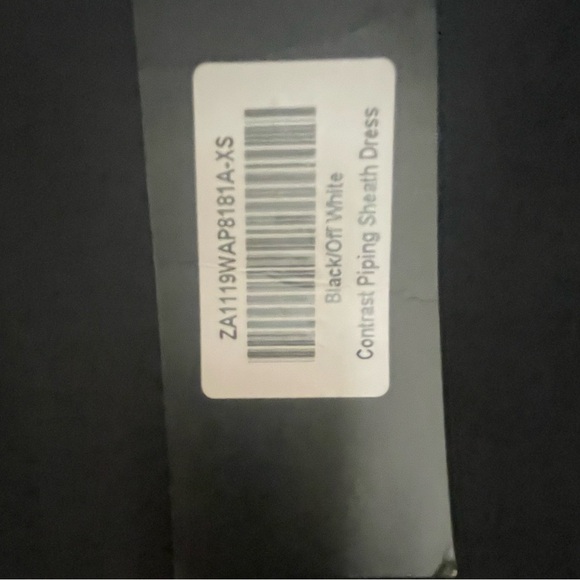 ZA1119WAP8181A-XS
Black/Off White
Contrast Piping Sheath Dress